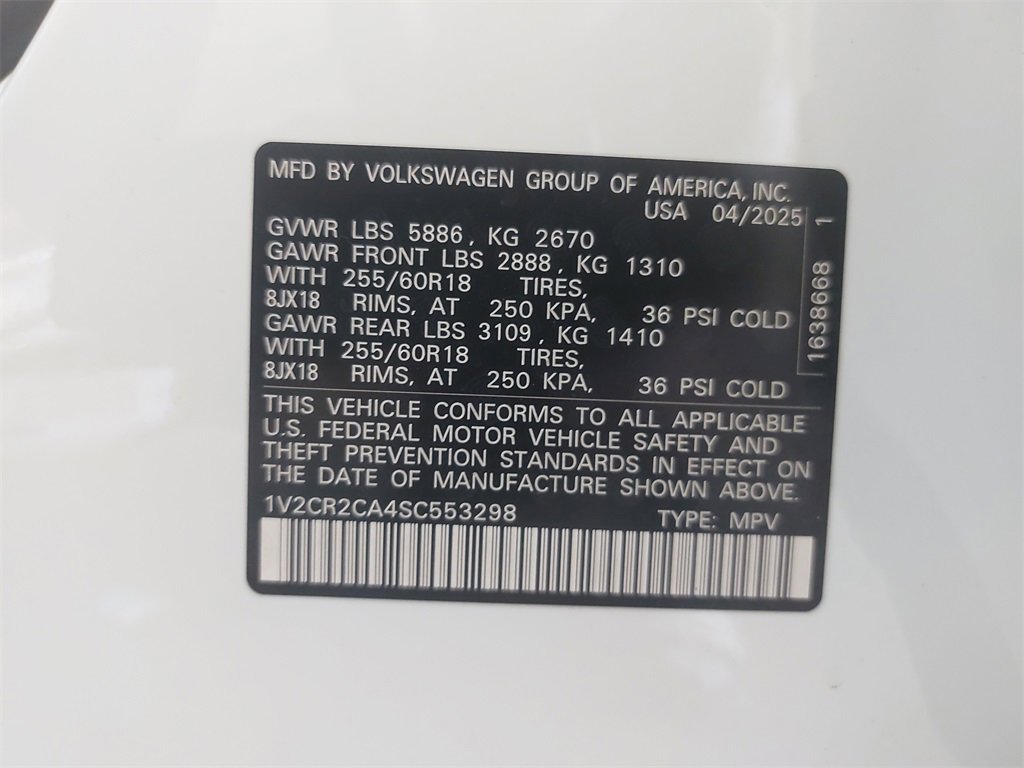 MFD BY VOLKSWAGEN GROUP OF AMERICA, INC.
USA 04/2025
GVWR LBS 5886, KG 2670
GAWR FRONT LBS 2888, KG 1310
WITH 255/60R18 TIRES,
8JX18 RIMS, AT 250 KPA, 36 PSI COLD
GAWR REAR LBS 3109, KG 1410
WITH 255/60R18 TIRES,
8JX18 RIMS, AT 250 KPA, 36 PSI COLD
1638668 1
THIS VEHICLE CONFORMS TO ALL APPLICABLE
U.S. FEDERAL MOTOR VEHICLE SAFETY AND
THEFT PREVENTION STANDARDS IN EFFECT ON
THE DATE OF MANUFACTURE SHOWN ABOVE.
1V2CR2CA4SC553298 TYPE: MPV